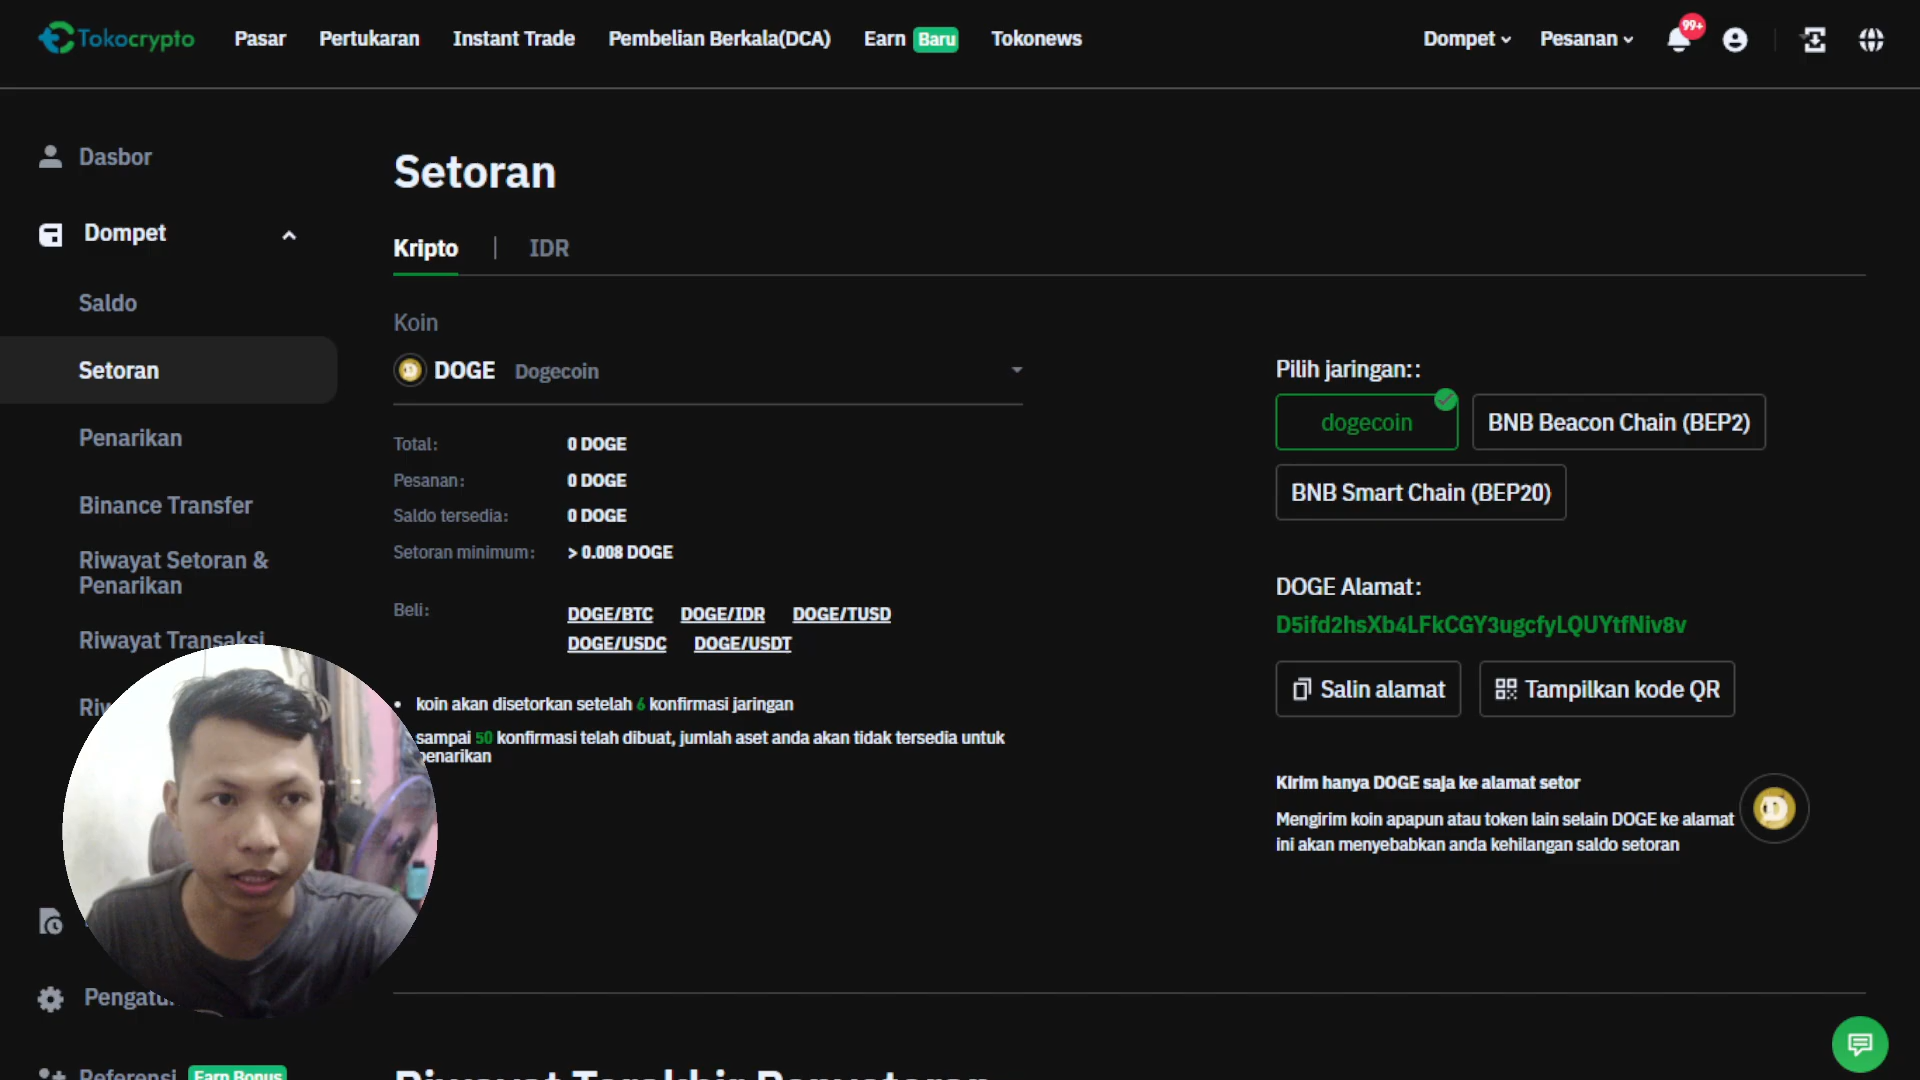 Tokocrypto
Pasar
Pertukaran
Instant Trade
Pembelian Berkala(DCA)
Earn Baru
Tokonews
Dompet
Pesanan
99+
Dasbor
Dompet
Saldo
Setoran
Penarikan
Binance Transfer
Riwayat Setoran &
Penarikan
Riwayat Transaksi
Referensi Earn Bonus
Setoran
Kripto | IDR
Koin
DOGE Dogecoin
Total: 0 DOGE
Pesanan: 0 DOGE
Saldo tersedia: 0 DOGE
Setoran minimum: > 0.008 DOGE
Beli: DOGE/BTC DOGE/IDR DOGE/TUSD
DOGE/USDC DOGE/USDT
• koin akan disetorkan setelah 6 konfirmasi jaringan
sampai 50 konfirmasi telah dibuat, jumlah aset anda akan tidak tersedia untuk
penarikan
Pilih jaringan::
dogecoin
BNB Beacon Chain (BEP2)
BNB Smart Chain (BEP20)
DOGE Alamat:
D5ifd2hsXb4LFkCGY3ugcfyLQUYtfNiv8v
Salin alamat
Tampilkan kode QR
Kirim hanya DOGE saja ke alamat setor
Mengirim koin apapun atau token lain selain DOGE ke alamat
ini akan menyebabkan anda kehilangan saldo setoran
Riwayat Terakhir Penyetoran